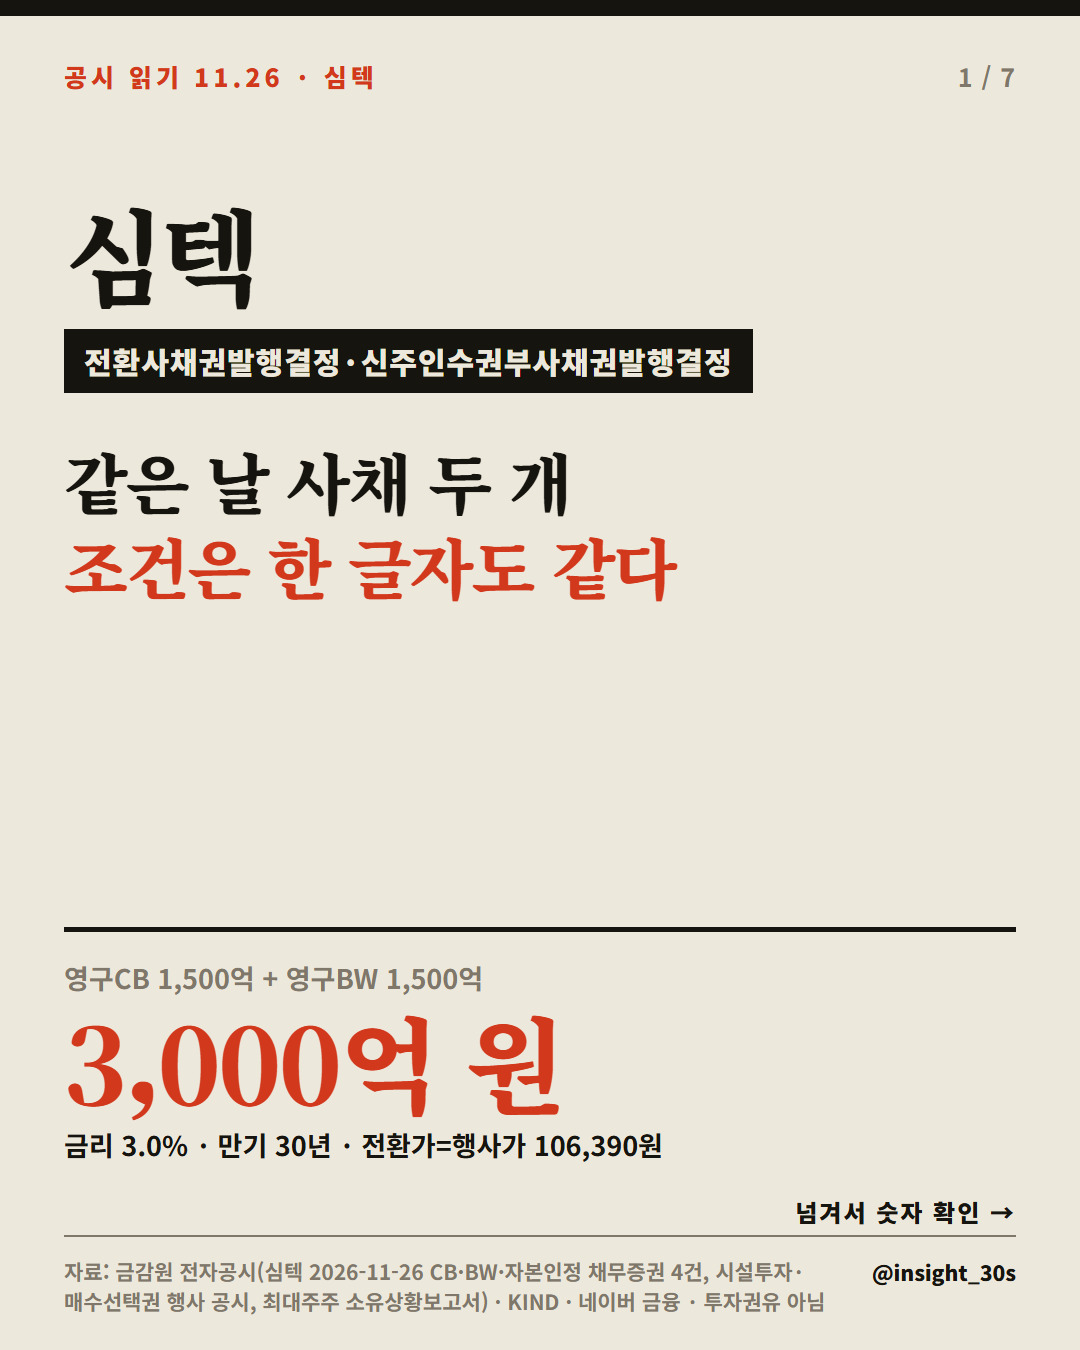 공시 읽기 11.26 · 심텍
1 / 7
심텍
전환사채권발행결정·신주인수권부사채권발행결정
같은 날 사채 두 개
조건은 한 글자도 같다
영구CB 1,500억 + 영구BW 1,500억
3,000억 원
금리 3.0% · 만기 30년 · 전환가=행사가 106,390원
넘겨서 숫자 확인 →
자료: 금감원 전자공시(심텍 2026-11-26 CB·BW·자본인정 채무증권 4건, 시설투자·
매수선택권 행사 공시, 최대주주 소유상황보고서) · KIND · 네이버 금융 · 투자권유 아님
@insight_30s